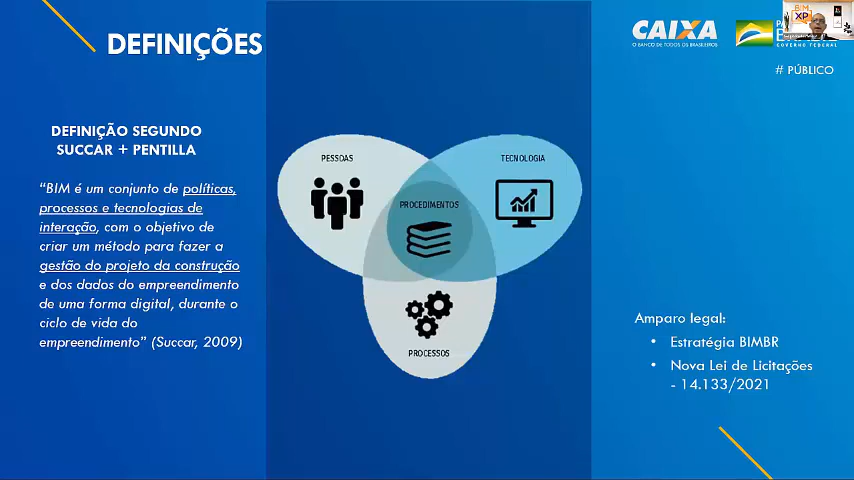 DEFINIÇÕES
CAIXA
O BANCO DE TODOS OS BRASILEIROS
GOVERNO FEDERAL
BIM
XP
# PÚBLICO
DEFINIÇÃO SEGUNDO
SUCCAR + PENTILLA
“BIM é um conjunto de políticas,
processos e tecnologias de
interação, com o objetivo de
criar um método para fazer a
gestão do projeto da construção
e dos dados do empreendimento
de uma forma digital, durante o
ciclo de vida do
empreendimento” (Succar, 2009)
PESSOAS
TECNOLOGIA
PROCEDIMENTOS
PROCESSOS
Amparo legal:
• Estratégia BIMBR
• Nova Lei de Licitações
- 14.133/2021